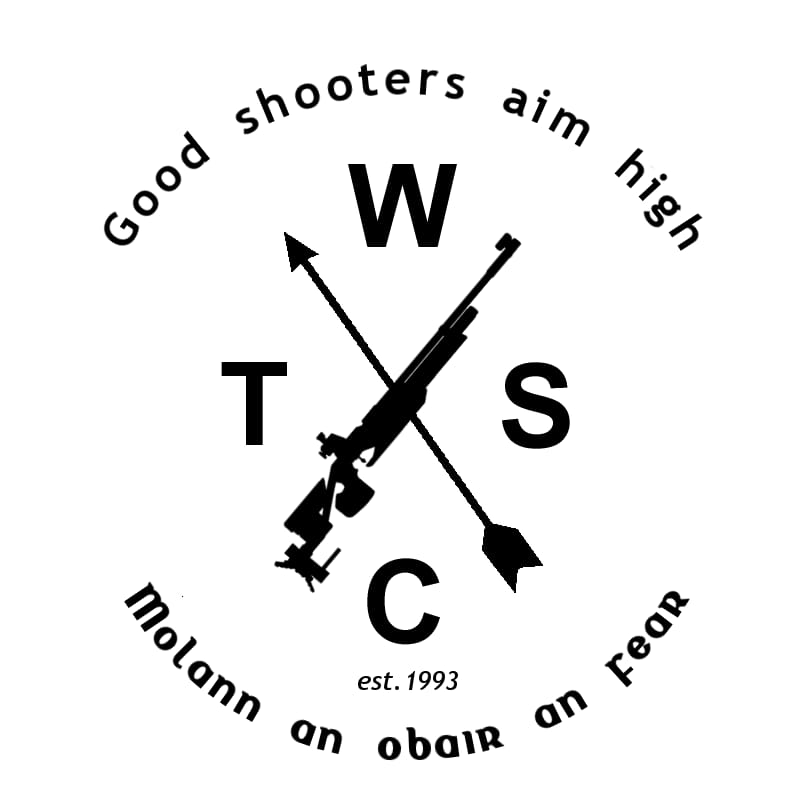 Good shooters aim high
W
T S
C
est.1993
Molann an obair an fear